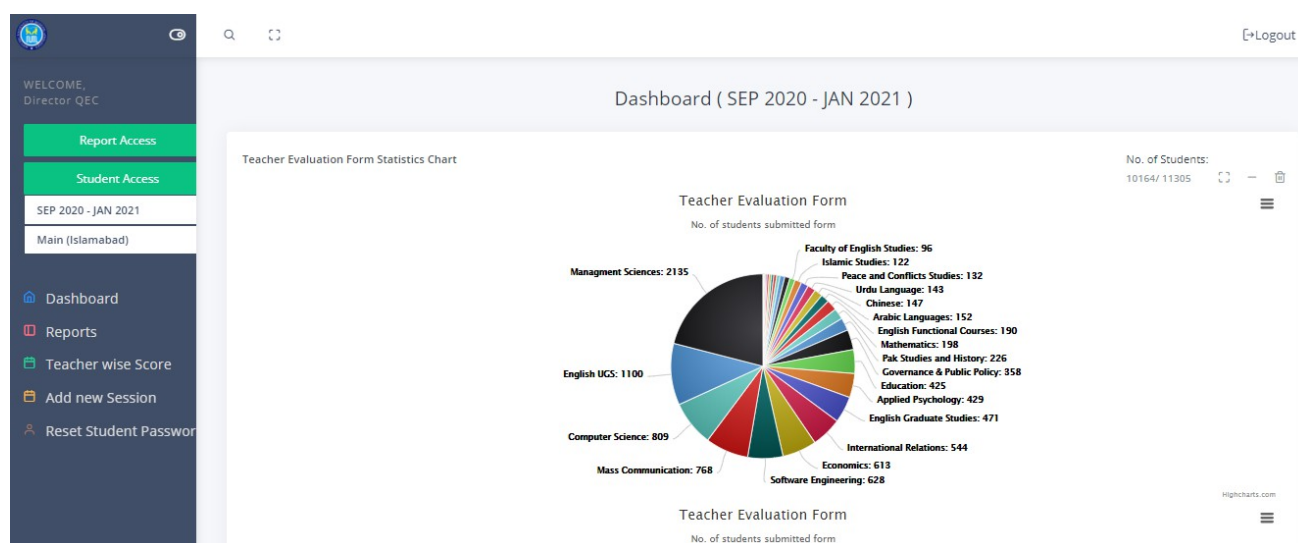 Logout
WELCOME,
Director QEC
Dashboard ( SEP 2020 - JAN 2021 )
Report Access
Student Access
SEP 2020 - JAN 2021
Main (Islamabad)
Dashboard
Reports
Teacher wise Score
Add new Session
Reset Student Passwor
Teacher Evaluation Form Statistics Chart
No. of Students:
10164/ 11305
Teacher Evaluation Form
No. of students submitted form
Faculty of English Studies: 96
Islamic Studies: 122
Peace and Conflicts Studies: 132
Urdu Language: 143
Chinese: 147
Arabic Languages: 152
English Functional Courses: 190
Mathematics: 198
Pak Studies and History: 226
Governance & Public Policy: 358
Education: 425
Applied Psychology: 429
English Graduate Studies: 471
International Relations: 544
Economics: 613
Software Engineering: 628
Mass Communication: 768
Computer Science: 809
English UGS: 1100
Managment Sciences: 2135
Highcharts.com
Teacher Evaluation Form
No. of students submitted form